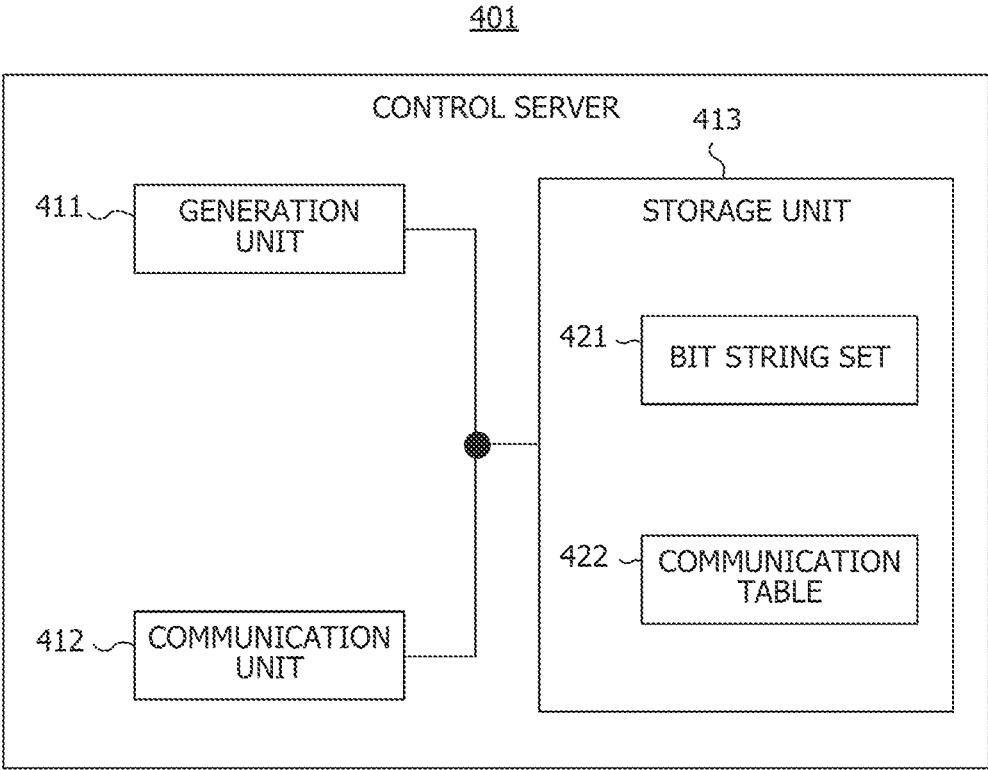 401
CONTROL SERVER
413
411
GENERATION
UNIT
STORAGE UNIT
421
BIT STRING SET
422
COMMUNICATION
TABLE
412
COMMUNICATION
UNIT